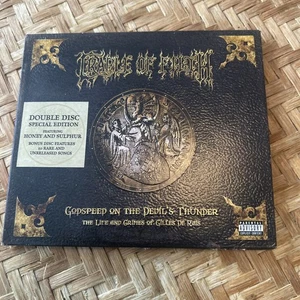 CRADLE OF FILTH
DOUBLE DISC
SPECIAL EDITION
FEATURING
HONEY AND SULPHUR
BONUS DISC FEATURES
10 RARE AND
UNRELEASED SONGS
GODSPEED ON THE DEVIL'S THUNDER
THE LIFE AND CRIMES OF GILLES DE RAIS
PARENTAL
ADVISORY
EXPLICIT CONTENT